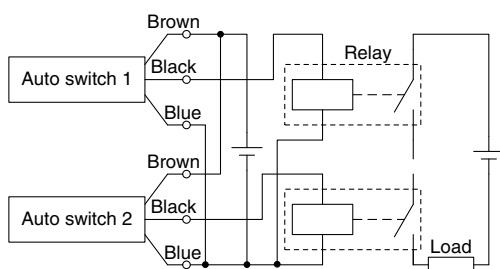 Brown
Relay
Auto switch 1
Black
Blue
Brown
Auto switch 2
Black
Blue
Load